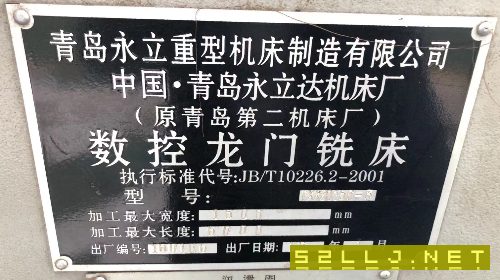 青岛永立重型机床制造有限公司
中国·青岛永立达机床厂
(原青岛第二机床厂)
数控龙门铣床
执行标准代号:JB/T10226.2-2001
型 号:
加工最大宽度: mm
加工最大长度: mm
出厂编号: 出厂日期: 年 月
52LLJ.NET